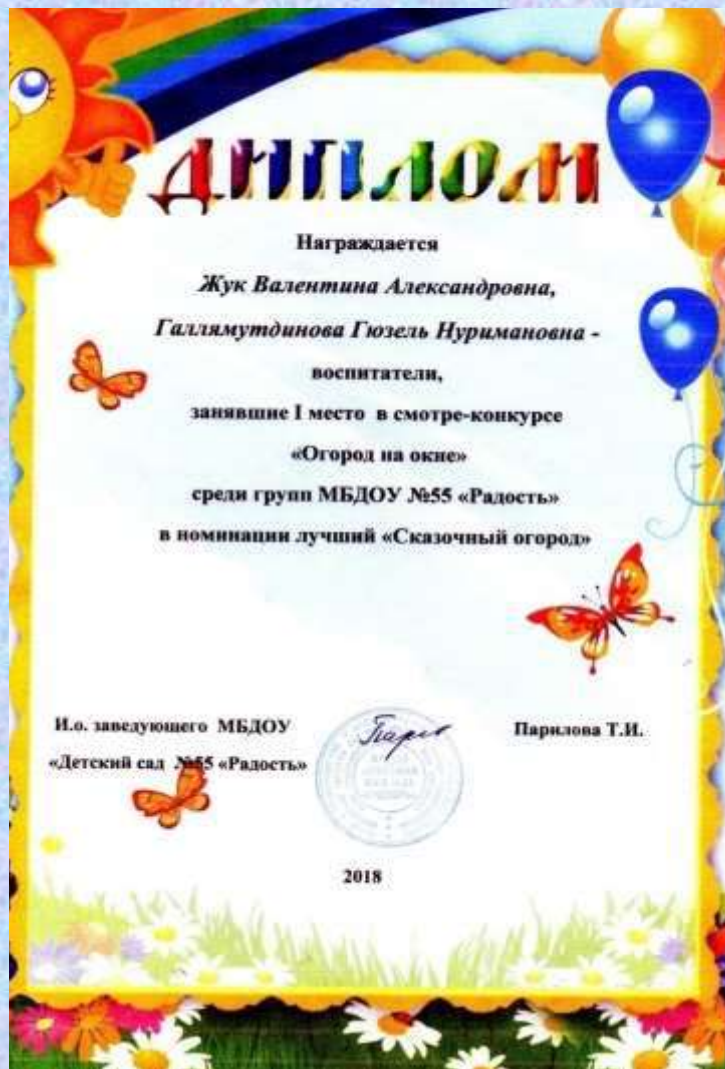 ДИПЛОМ
Награждается
Жук Валентина Александровна,
Галлямутдинова Гюзель Нуримановна -
воспитатели,
занявшие I место в смотре-конкурсе
«Огород на окне»
среди групп МБДОУ №55 «Радость»
в номинации лучший «Сказочный огород»
И.о. заведующего МБДОУ
«Детский сад №55 «Радость»
Парилова Т.И.
2018